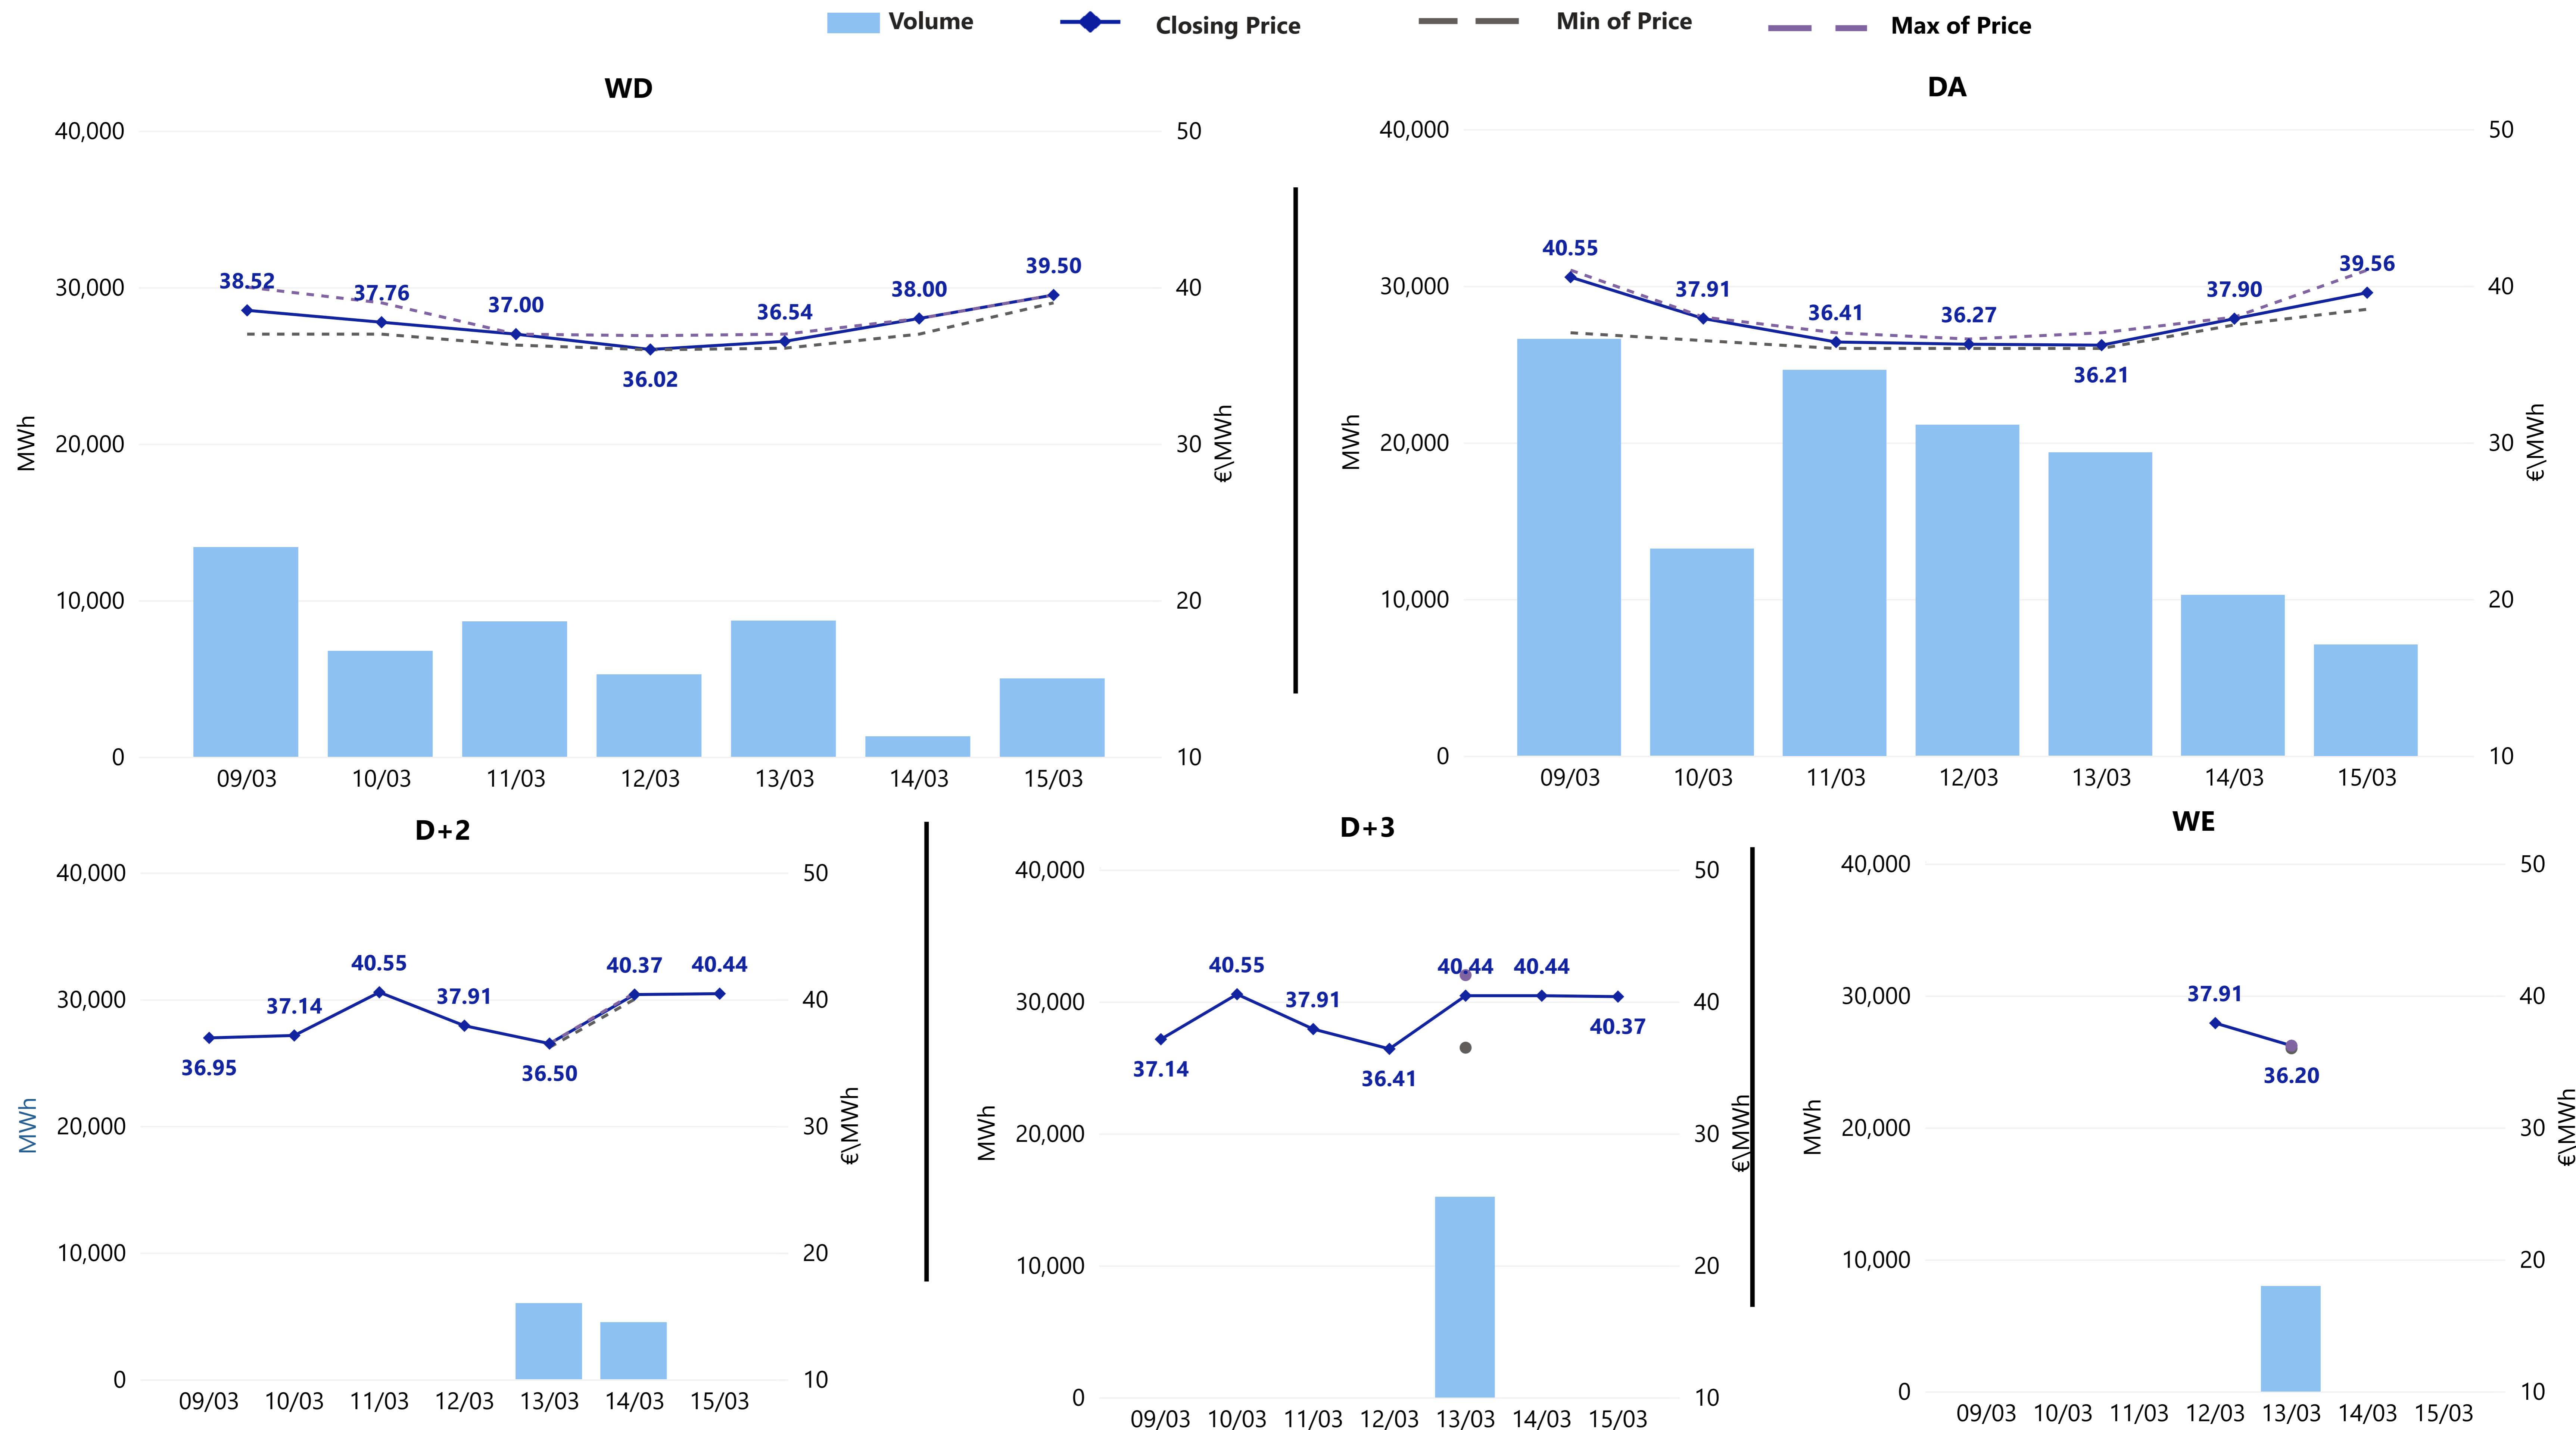 Volume Closing Price Min of Price Max of Price
WD
40,000 50
30,000 40
20,000 30
10,000 20
0 10
MWh
€\MWh
38.52 37.76 37.00 36.02 36.54 38.00 39.50
09/03 10/03 11/03 12/03 13/03 14/03 15/03
DA
40,000 50
30,000 40
20,000 30
10,000 20
0 10
MWh
€\MWh
40.55 37.91 36.41 36.27 36.21 37.90 39.56
09/03 10/03 11/03 12/03 13/03 14/03 15/03
D+2
40,000 50
30,000 40
20,000 30
10,000 20
0 10
MWh
€\MWh
36.95 37.14 40.55 37.91 36.50 40.37 40.44
09/03 10/03 11/03 12/03 13/03 14/03 15/03
D+3
40,000 50
30,000 40
20,000 30
10,000 20
0 10
MWh
€\MWh
37.14 40.55 37.91 36.41 40.44 40.44 40.37
09/03 10/03 11/03 12/03 13/03 14/03 15/03
WE
40,000 50
30,000 40
20,000 30
10,000 20
0 10
MWh
€\MWh
37.91 36.20
09/03 10/03 11/03 12/03 13/03 14/03 15/03